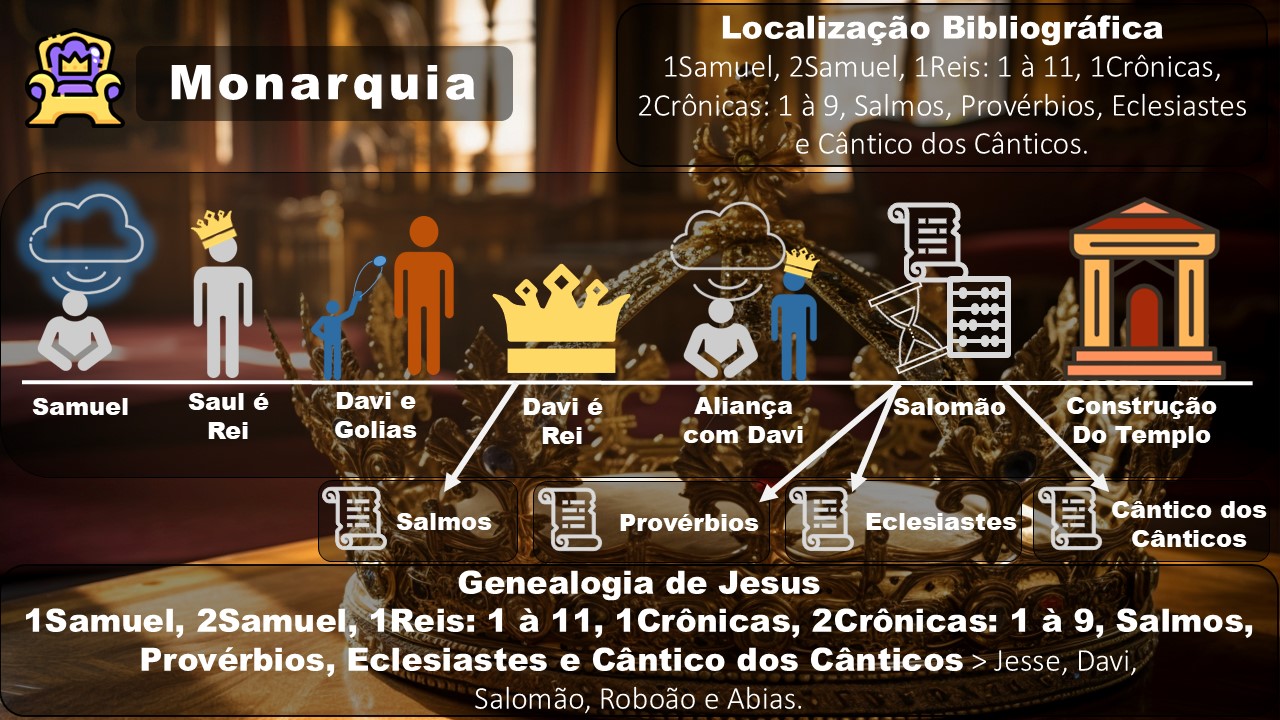 Monarquia
Localização Bibliográfica
1Samuel, 2Samuel, 1Reis: 1 à 11, 1Crônicas,
2Crônicas: 1 à 9, Salmos, Provérbios, Eclesiastes
e Cântico dos Cânticos.
Samuel
Saul é
Rei
Davi e
Golias
Davi é
Rei
Aliança
com Davi
Salomão
Construção
Do Templo
Salmos
Provérbios
Eclesiastes
Cântico dos
Cânticos
Genealogia de Jesus
1Samuel, 2Samuel, 1Reis: 1 à 11, 1Crônicas, 2Crônicas: 1 à 9, Salmos,
Provérbios, Eclesiastes e Cântico dos Cânticos > Jesse, Davi,
Salomão, Roboão e Abias.